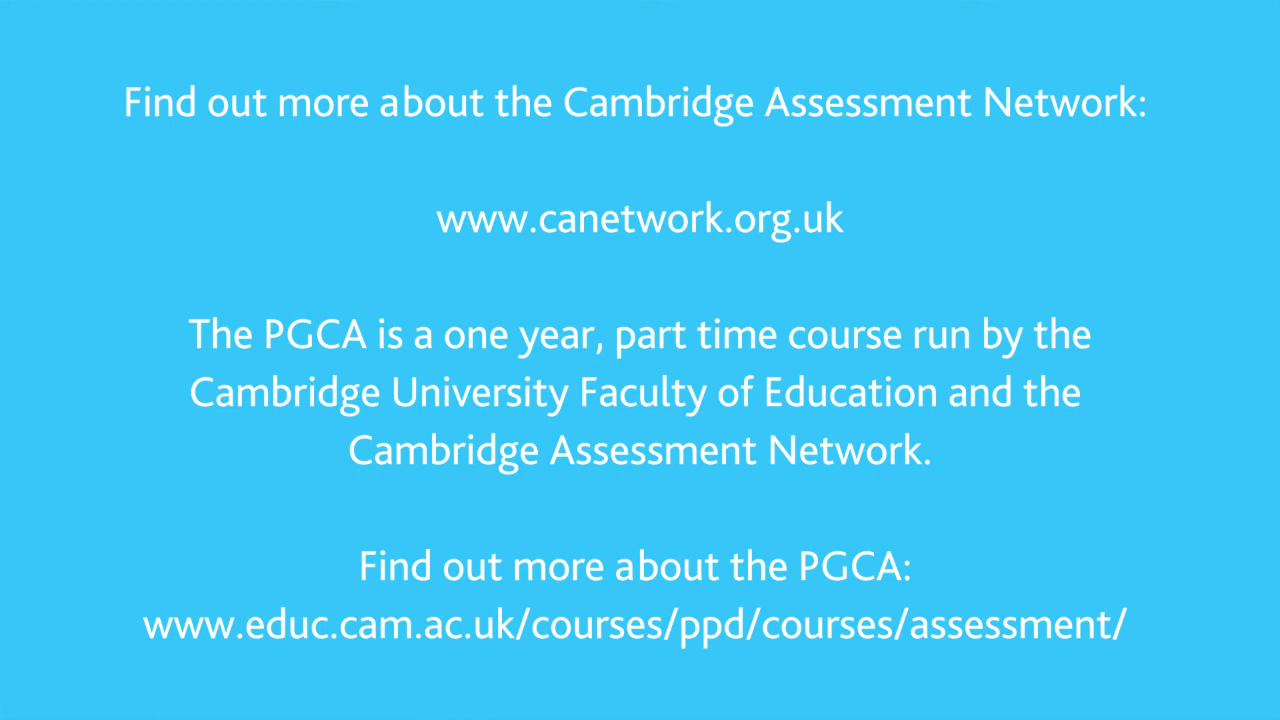 Find out more about the Cambridge Assessment Network:
www.canetwork.org.uk
The PGCA is a one year, part time course run by the
Cambridge University Faculty of Education and the
Cambridge Assessment Network.
Find out more about the PGCA:
www.educ.cam.ac.uk/courses/ppd/courses/assessment/